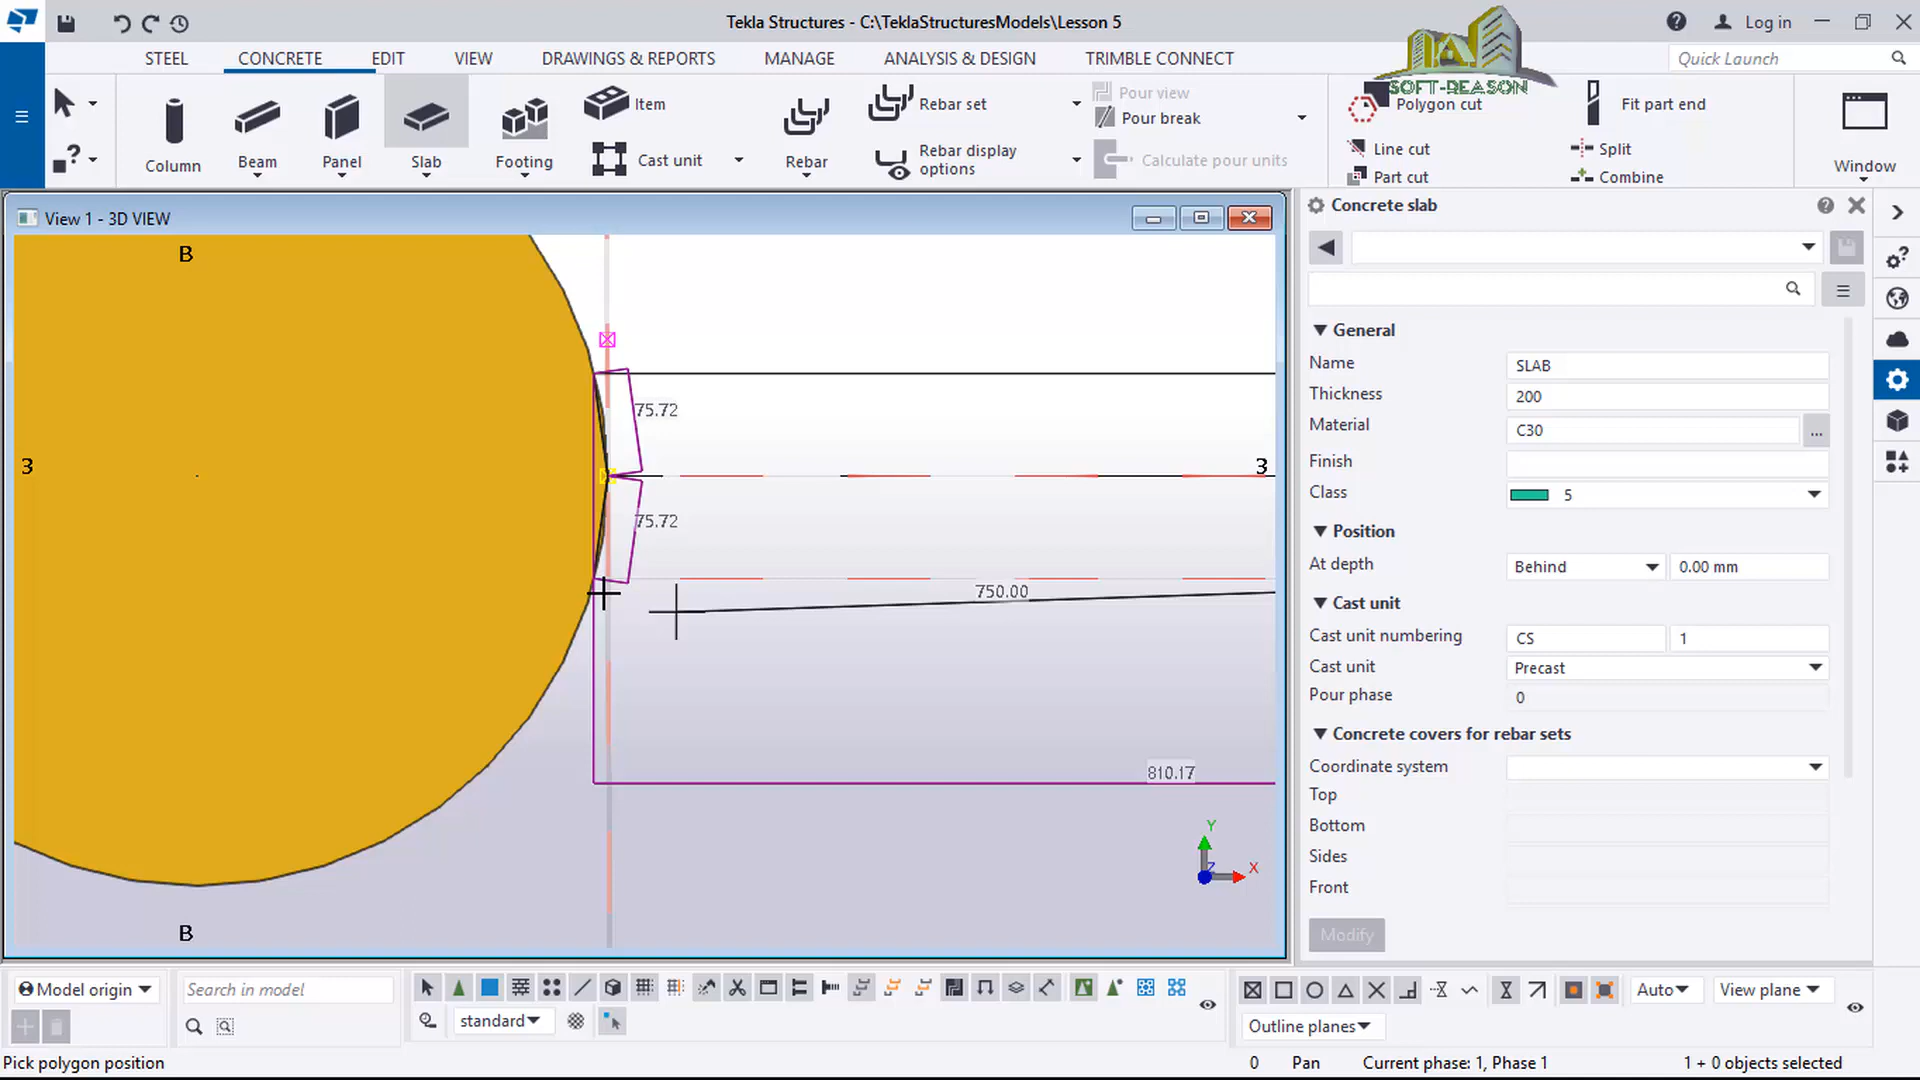 Tekla Structures - C:\TeklaStructuresModels\Lesson 5
Log in
STEEL
CONCRETE
EDIT
VIEW
DRAWINGS & REPORTS
MANAGE
ANALYSIS & DESIGN
TRIMBLE CONNECT
SOFT-REASON
Quick Launch
Column
Beam
Panel
Slab
Footing
Item
Cast unit
Rebar
Rebar set
Rebar display options
Pour view
Pour break
Calculate pour units
Polygon cut
Line cut
Part cut
Fit part end
Split
Combine
Window
View 1 - 3D VIEW
B
75.72
3
3
75.72
750.00
810.17
Y
Z
X
B
Concrete slab
General
Name
SLAB
Thickness
200
Material
C30
...
Finish
Class
5
Position
At depth
Behind
0.00 mm
Cast unit
Cast unit numbering
CS
1
Cast unit
Precast
Pour phase
0
Concrete covers for rebar sets
Coordinate system
Top
Bottom
Sides
Front
Modify
Model origin
Search in model
standard
Auto
View plane
Outline planes
Pick polygon position
0
Pan
Current phase: 1, Phase 1
1 + 0 objects selected